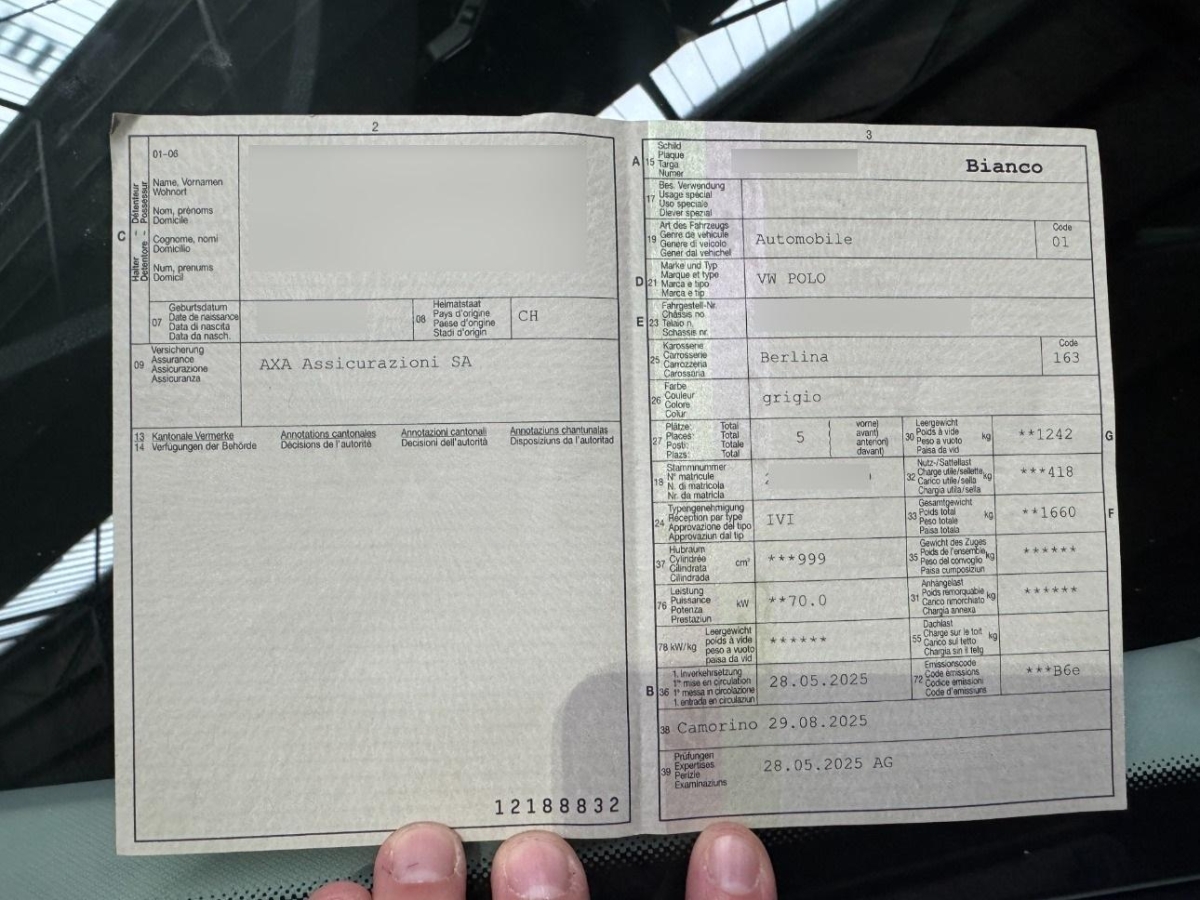 2
01-06
Halter - Détenteur
Detentore - Possessur
C
Name, Vornamen
Wohnort
Nom, prénoms
Domicile
Cognome, nomi
Domicilio
Num, prenums
Domicil
07
Geburtsdatum
Date de naissance
Data di nascita
Data da nasch.
08
Heimatstaat
Pays d'origine
Paese d'origine
Stadi d'origin
CH
09
Versicherung
Assurance
Assicurazione
Assicuranza
AXA Assicurazioni SA
13
14
Kantonale Vermerke
Verfügungen der Behörde
Annotations cantonales
Décisions de l'autorité
Annotazioni cantonali
Decisioni dell'autorità
Annotaziuns chantunalas
Disposiziuns da l'autoritad
12188832
3
A 15
Schild
Plaque
Targa
Numer
Bianco
17
Bes. Verwendung
Usage spécial
Uso speciale
Diever spezial
19
Art des Fahrzeugs
Genre de véhicule
Genere di veicolo
Gener dal vehichel
Automobile
Code
01
D 21
Marke und Typ
Marque et type
Marca e tipo
Marca e tip
VW POLO
E 23
Fahrgestell-Nr.
Châssis no
Telaio n.
Schassis nr.
25
Karosserie
Carrosserie
Carrozzeria
Carossaria
Berlina
Code
163
26
Farbe
Couleur
Colore
Colur
grigio
27
Plätze: Total
Places: Total
Posti: Totale
Plazs: Total
5
( vorne)
( avant)
( anteriori)
( davant)
30
Leergewicht
Poids à vide
Peso a vuoto
Paisa da vid
kg
**1242
G
18
Stammnummer
N° matricule
N. di matricola
Nr. da matricla
32
Nutz-/Sattellast
Charge utile/sellette
Carico utile/sella
Chargia utila/sella
kg
***418
24
Typengenehmigung
Réception par type
Approvazione del tipo
Approvaziun dal tip
IVI
33
Gesamtgewicht
Poids total
Peso totale
Paisa totala
kg
**1660
F
37
Hubraum
Cylindrée
Cilindrata
Cilindrada
cm³
***999
35
Gewicht des Zuges
Poids de l'ensemble
Peso del convoglio
Paisa cumposiziun
kg
******
76
Leistung
Puissance
Potenza
Prestaziun
kW
**70.0
31
Anhängelast
Poids remorquable
Carico rimorchiato
Chargia annexa
kg
******
78 kW/kg
Leergewicht
poids à vide
peso a vuoto
paisa da vid
******
55
Dachlast
Charge sur le toit
Carico sul tetto
Chargia sin il tetg
kg
B 36
1. Inverkehrsetzung
1re mise en circulation
1a messa in circolazione
1. entrada en circulaziun
28.05.2025
72
Emissionscode
Code émissions
Codice emissioni
Code d'emissiuns
***B6e
38
Camorino 29.08.2025
39
Prüfungen
Expertises
Perizie
Examinaziuns
28.05.2025 AG